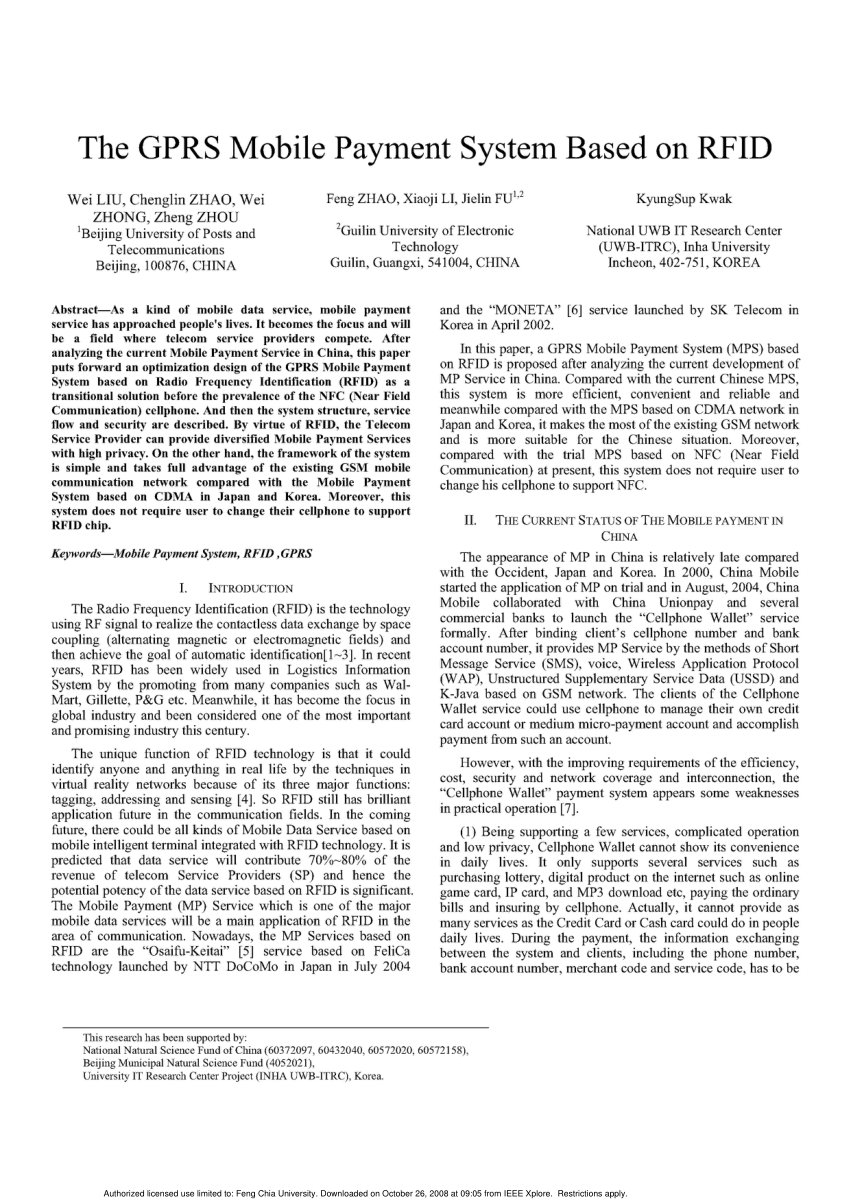 The GPRS Mobile Payment System Based on RFID
Wei LIU, Chenglin ZHAO, Wei
ZHONG, Zheng ZHOU
¹Beijing University of Posts and
Telecommunications
Beijing, 100876, CHINA
Feng ZHAO, Xiaoji LI, Jielin FU¹,²
²Guilin University of Electronic
Technology
Guilin, Guangxi, 541004, CHINA
KyungSup Kwak
National UWB IT Research Center
(UWB-ITRC), Inha University
Incheon, 402-751, KOREA
Abstract—As a kind of mobile data service, mobile payment
service has approached people's lives. It becomes the focus and will
be a field where telecom service providers compete. After
analyzing the current Mobile Payment Service in China, this paper
puts forward an optimization design of the GPRS Mobile Payment
System based on Radio Frequency Identification (RFID) as a
transitional solution before the prevalence of the NFC (Near Field
Communication) cellphone. And then the system structure, service
flow and security are described. By virtue of RFID, the Telecom
Service Provider can provide diversified Mobile Payment Services
with high privacy. On the other hand, the framework of the system
is simple and takes full advantage of the existing GSM mobile
communication network compared with the Mobile Payment
System based on CDMA in Japan and Korea. Moreover, this
system does not require user to change their cellphone to support
RFID chip.
Keywords—Mobile Payment System, RFID ,GPRS
I. INTRODUCTION
The Radio Frequency Identification (RFID) is the technology
using RF signal to realize the contactless data exchange by space
coupling (alternating magnetic or electromagnetic fields) and
then achieve the goal of automatic identification[1~3]. In recent
years, RFID has been widely used in Logistics Information
System by the promoting from many companies such as Wal-
Mart, Gillette, P&G etc. Meanwhile, it has become the focus in
global industry and been considered one of the most important
and promising industry this century.
The unique function of RFID technology is that it could
identify anyone and anything in real life by the techniques in
virtual reality networks because of its three major functions:
tagging, addressing and sensing [4]. So RFID still has brilliant
application future in the communication fields. In the coming
future, there could be all kinds of Mobile Data Service based on
mobile intelligent terminal integrated with RFID technology. It is
predicted that data service will contribute 70%~80% of the
revenue of telecom Service Providers (SP) and hence the
potential potency of the data service based on RFID is significant.
The Mobile Payment (MP) Service which is one of the major
mobile data services will be a main application of RFID in the
area of communication. Nowadays, the MP Services based on
RFID are the “Osaifu-Keitai” [5] service based on FeliCa
technology launched by NTT DoCoMo in Japan in July 2004
and the “MONETA” [6] service launched by SK Telecom in
Korea in April 2002.
In this paper, a GPRS Mobile Payment System (MPS) based
on RFID is proposed after analyzing the current development of
MP Service in China. Compared with the current Chinese MPS,
this system is more efficient, convenient and reliable and
meanwhile compared with the MPS based on CDMA network in
Japan and Korea, it makes the most of the existing GSM network
and is more suitable for the Chinese situation. Moreover,
compared with the trial MPS based on NFC (Near Field
Communication) at present, this system does not require user to
change his cellphone to support NFC.
II. THE CURRENT STATUS OF THE MOBILE PAYMENT IN
CHINA
The appearance of MP in China is relatively late compared
with the Occident, Japan and Korea. In 2000, China Mobile
started the application of MP on trial and in August, 2004, China
Mobile collaborated with China Unionpay and several
commercial banks to launch the “Cellphone Wallet” service
formally. After binding client’s cellphone number and bank
account number, it provides MP Service by the methods of Short
Message Service (SMS), voice, Wireless Application Protocol
(WAP), Unstructured Supplementary Service Data (USSD) and
K-Java based on GSM network. The clients of the Cellphone
Wallet service could use cellphone to manage their own credit
card account or medium micro-payment account and accomplish
payment from such an account.
However, with the improving requirements of the efficiency,
cost, security and network coverage and interconnection, the
“Cellphone Wallet” payment system appears some weaknesses
in practical operation [7].
(1) Being supporting a few services, complicated operation
and low privacy, Cellphone Wallet cannot show its convenience
in daily lives. It only supports several services such as
purchasing lottery, digital product on the internet such as online
game card, IP card, and MP3 download etc, paying the ordinary
bills and insuring by cellphone. Actually, it cannot provide as
many services as the Credit Card or Cash card could do in people
daily lives. During the payment, the information exchanging
between the system and clients, including the phone number,
bank account number, merchant code and service code, has to be
This research has been supported by:
National Natural Science Fund of China (60372097, 60432040, 60572020, 60572158),
Beijing Municipal Natural Science Fund (4052021),
University IT Research Center Project (INHA UWB-ITRC), Korea.
Authorized licensed use limited to: Feng Chia University. Downloaded on October 26, 2008 at 09:05 from IEEE Xplore. Restrictions apply.